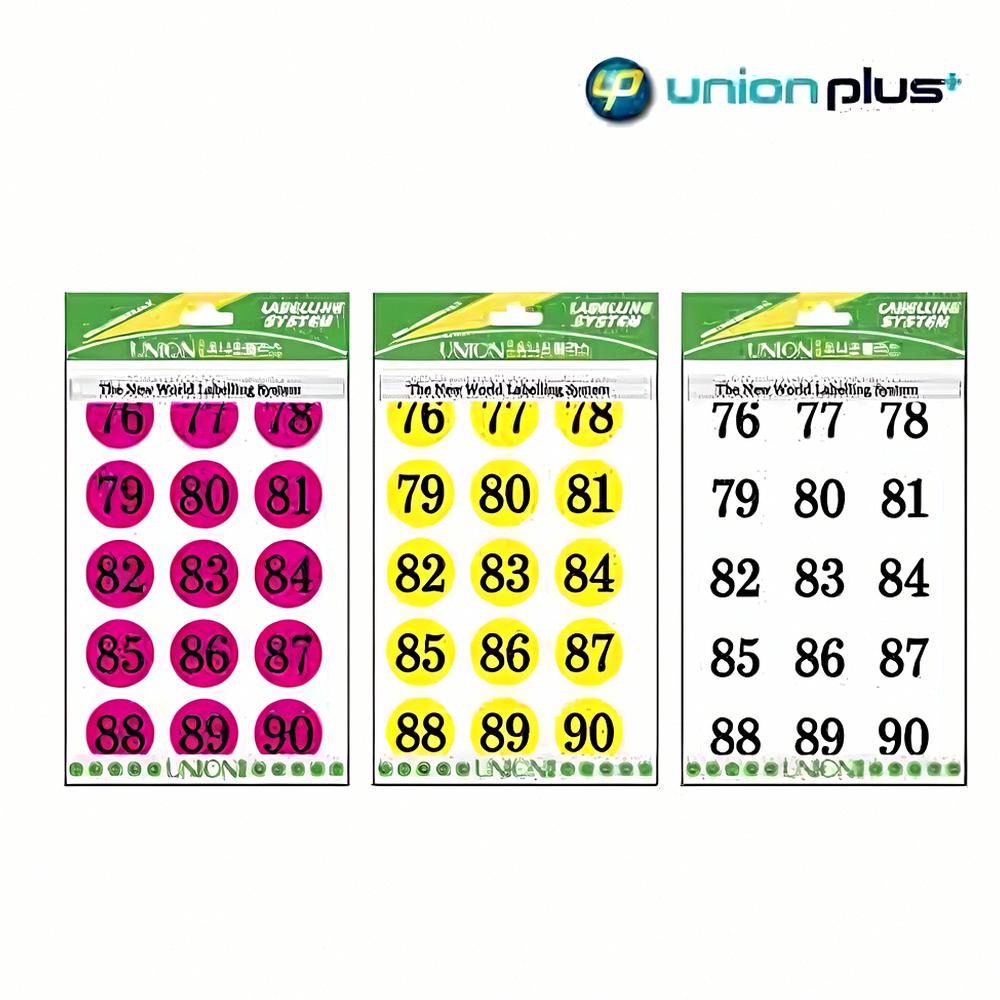 union plus+
LABELLING
SYSTEM
UNION
The New World Labelling System
76 77 78
79 80 81
82 83 84
85 86 87
88 89 90
UNION
LABELLING
SYSTEM
UNION
The New World Labelling System
76 77 78
79 80 81
82 83 84
85 86 87
88 89 90
UNION
LABELLING
SYSTEM
UNION
The New World Labelling System
76 77 78
79 80 81
82 83 84
85 86 87
88 89 90
UNION